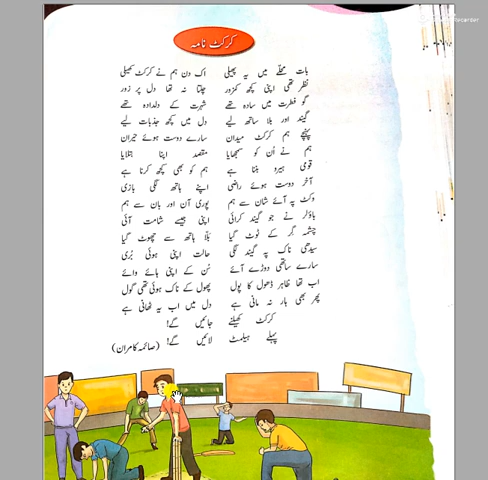 کرکٹ نامہ
بات محلّے میں یہ پھیلی اک دن ہم نے کرکٹ کھیلی
نظر تھی اپنی کچھ کمزور چلتا نہ تھا دل پر زور
گو فطرت میں سادہ تھے شہرت کے دلدادہ تھے
گیند اور بلا ساتھ لیے دل میں کچھ جذبات لیے
پہنچے ہم کرکٹ میدان سارے دوست ہوئے حیران
ہم نے اُن کو سمجھایا مقصد اپنا بتلایا
قومی ہیرو بننا ہے ہم کو بھی کچھ کرنا ہے
آخر دوست ہوئے راضی اپنے ہاتھ لگی بازی
وکٹ پہ آئے شان سے ہم پوری آن اور بان سے ہم
باؤلر نے جو گیند کرائی اپنی جیسے شامت آئی
چشمہ گر کے ٹوٹ گیا بلّا ہاتھ سے چھوٹ گیا
سیدھی ناک پہ گیند لگی حالت اپنی ہوئی بُری
سارے ساتھی دوڑے آئے سُن کے اپنی ہائے وائے
اب تھا ظاہر ڈھول کا پول پھول کے ناک ہوئی تھی گول
پھر بھی ہار نہ مانی ہے دل میں اب یہ ٹھانی ہے
کرکٹ کھیلنے جائیں گے!
پہلے ہیلمٹ لائیں گے!
(صائمہ کامران)